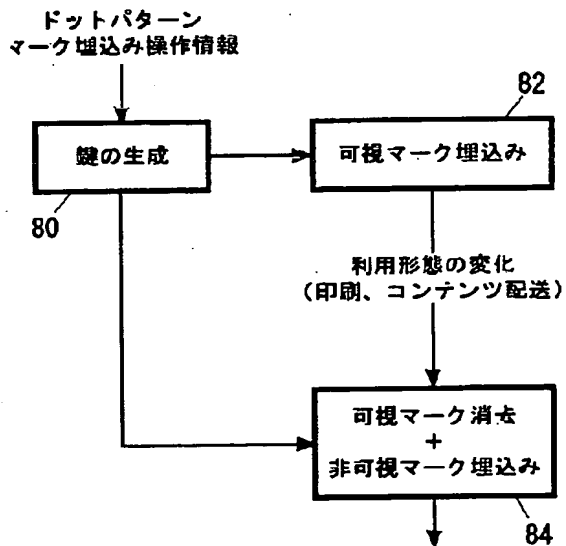 ドットパターン
マーク埋込み操作情報
82
鍵の生成
可視マーク埋込み
80
利用形態の変化
（印刷、コンテンツ配送）
可視マーク消去
+
非可視マーク埋込み
84